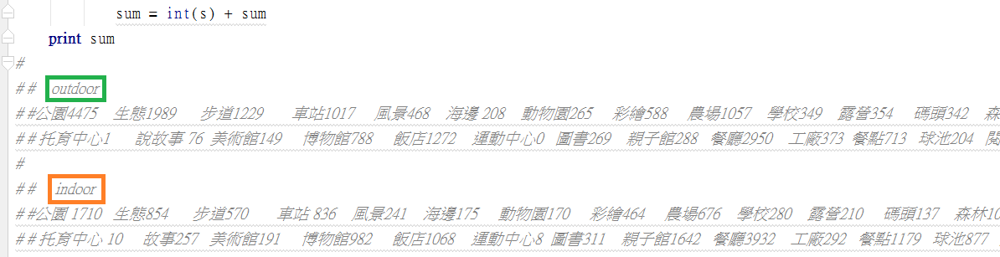 sum = int(s) + sum
print sum
#
## outdoor
##公園4475 生態1989 步道1229 車站1017 風景468 海邊 208 動物園265 彩繪588 農場1057 學校349 露營354 碼頭342 森
## 托育中心1 說故事 76 美術館149 博物館788 飯店1272 運動中心0 圖書269 親子館288 餐廳2950 工廠373 餐點713 球池204 閱
#
## indoor
##公園 1710 生態854 步道570 車站 836 風景241 海邊175 動物園170 彩繪464 農場676 學校280 露營210 碼頭137 森林10
## 托育中心 10 故事257 美術館191 博物館982 飯店1068 運動中心8 圖書311 親子館1642 餐廳3932 工廠292 餐點1179 球池877